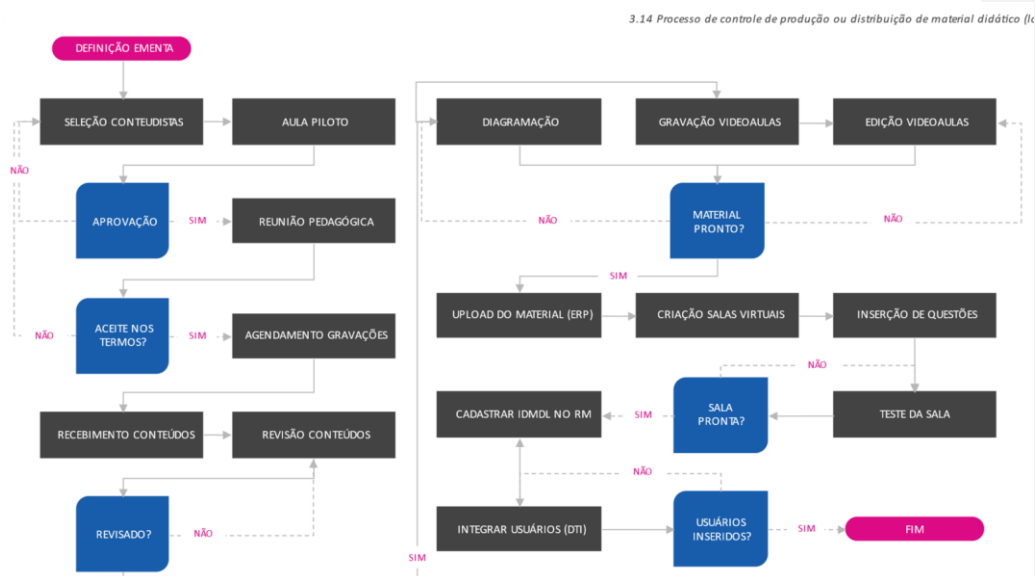 3.14 Processo de controle de produção ou distribuição de material didático
DEFINIÇÃO EMENTA
SELEÇÃO CONTEUDISTAS
AULA PILOTO
NÃO
APROVAÇÃO
SIM
REUNIÃO PEDAGÓGICA
ACEITE NOS
TERMOS?
NÃO
SIM
AGENDAMENTO GRAVAÇÕES
RECEBIMENTO CONTEÚDOS
REVISÃO CONTEÚDOS
REVISADO?
NÃO
SIM
DIAGRAMAÇÃO
GRAVAÇÃO VIDEOAULAS
EDIÇÃO VIDEOAULAS
NÃO
MATERIAL
PRONTO?
NÃO
SIM
UPLOAD DO MATERIAL (ERP)
CRIAÇÃO SALAS VIRTUAIS
INSERÇÃO DE QUESTÕES
NÃO
CADASTRAR IDMDL NO RM
SIM
SALA
PRONTA?
TESTE DA SALA
NÃO
INTEGRAR USUÁRIOS (DTI)
USUÁRIOS
INSERIDOS?
SIM
FIM